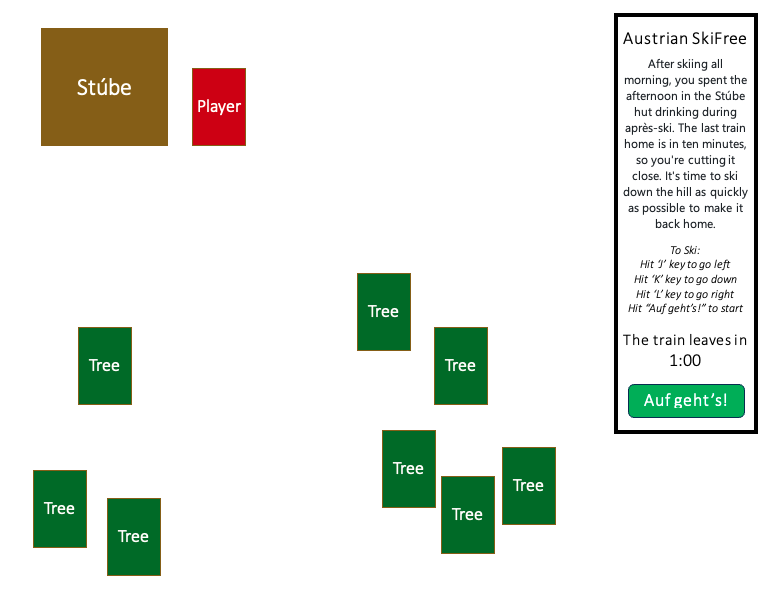 Stúbe
Player
Austrian SkiFree
After skiing all
morning, you spent the
afternoon in the Stúbe
hut drinking during
après-ski. The last train
home is in ten minutes,
so you're cutting it
close. It's time to ski
down the hill as quickly
as possible to make it
back home.
To Ski:
Hit ‘J’ key to go left
Hit ‘K’ key to go down
Hit ‘L’ key to go right
Hit “Auf geht’s!” to start
The train leaves in
1:00
Auf geht’s!
Tree
Tree
Tree
Tree
Tree
Tree
Tree
Tree